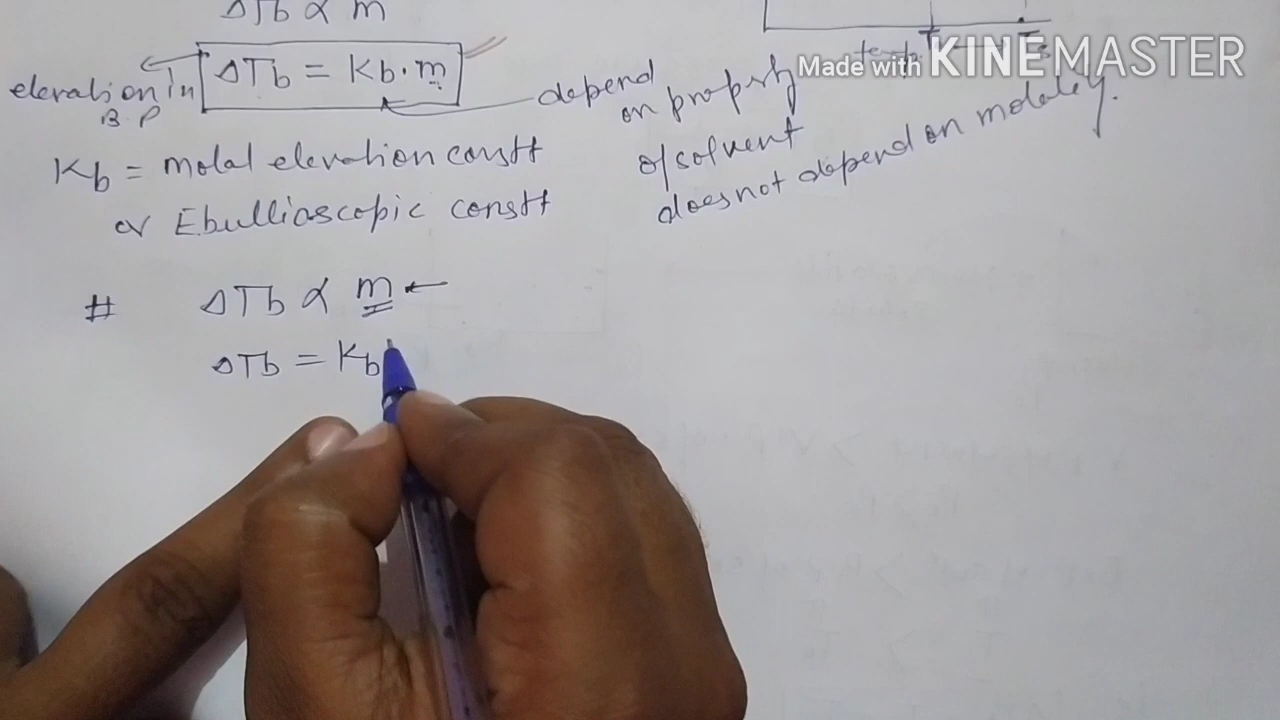 ΔTb ∝ m
ΔTb = Kb·m
elevation in
B P
depend
on property
of solvent
does not depend on molality.
Kb = molal elevation constt
or Ebullioscopic constt
# ΔTb ∝ m ←
ΔTb = Kb
Made with KINEMASTER